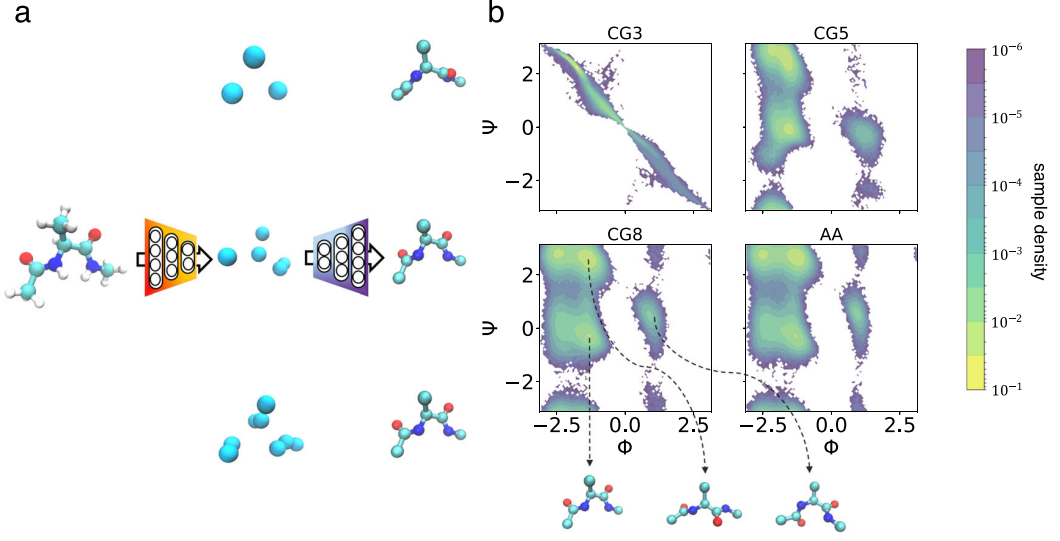 a
b
CG3
CG5
10⁻⁶
2
Ψ
0
−2
10⁻⁵
10⁻⁴
CG8
AA
10⁻³
2
Ψ
0
−2
10⁻²
10⁻¹
sample density
−2.5
0.0
2.5
−2.5
0.0
2.5
Φ
Φ